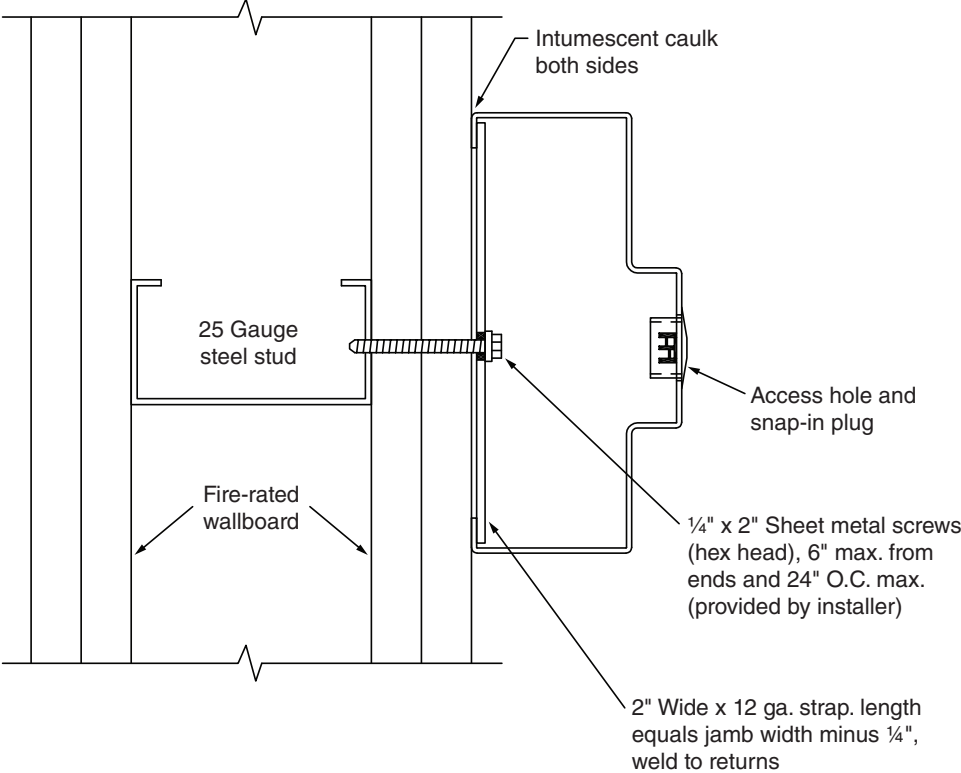 Intumescent caulk
both sides
25 Gauge
steel stud
Access hole and
snap-in plug
Fire-rated
wallboard
¼" x 2" Sheet metal screws
(hex head), 6" max. from
ends and 24" O.C. max.
(provided by installer)
2" Wide x 12 ga. strap. length
equals jamb width minus ¼",
weld to returns